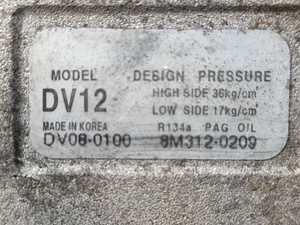 MODEL DESIGN PRESSURE
DV12 HIGH SIDE 36kg/cm²
LOW SIDE 17kg/cm²
MADE IN KOREA R134a PAG OIL
DV08-0100 8M312-0209